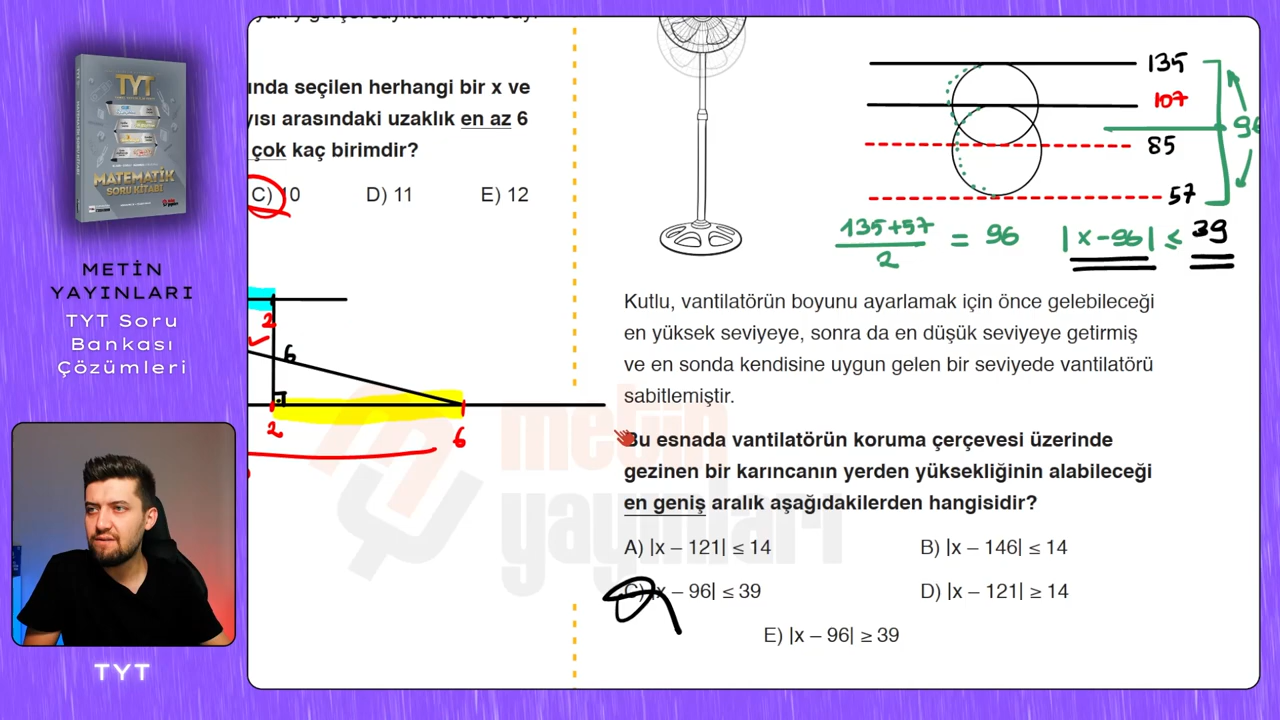 TYT
MATEMATİK
SORU KİTABI
METİN
YAYINLARI
TYT Soru
Bankası
Çözümleri
TYT
ında seçilen herhangi bir x ve
yısı arasındaki uzaklık en az 6
çok kaç birimdir?
C) 10 D) 11 E) 12
2
6
2
6
135
107
96
85
57
135+57
2
= 96
|x-96| ≤ 39
Kutlu, vantilatörün boyunu ayarlamak için önce gelebileceği
en yüksek seviyeye, sonra da en düşük seviyeye getirmiş
ve en sonda kendisine uygun gelen bir seviyede vantilatörü
sabitlemiştir.
Bu esnada vantilatörün koruma çerçevesi üzerinde
gezinen bir karıncanın yerden yüksekliğinin alabileceği
en geniş aralık aşağıdakilerden hangisidir?
A) |x – 121| ≤ 14 B) |x – 146| ≤ 14
C) |x – 96| ≤ 39 D) |x – 121| ≥ 14
E) |x – 96| ≥ 39
metin
yayınları